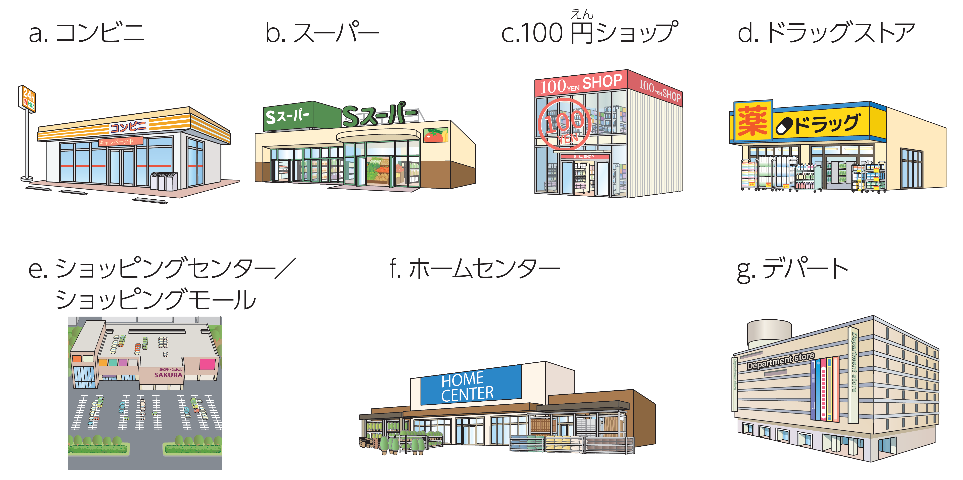 a. コンビニ
b. スーパー
えん
c.100 円ショップ
d. ドラッグストア
コンビニ
Sスーパー
Sスーパー
100YEN SHOP
100YEN SHOP
100
薬
ドラッグ
e. ショッピングセンター／
ショッピングモール
f. ホームセンター
g. デパート
SAKURA
HOME
CENTER
Department store